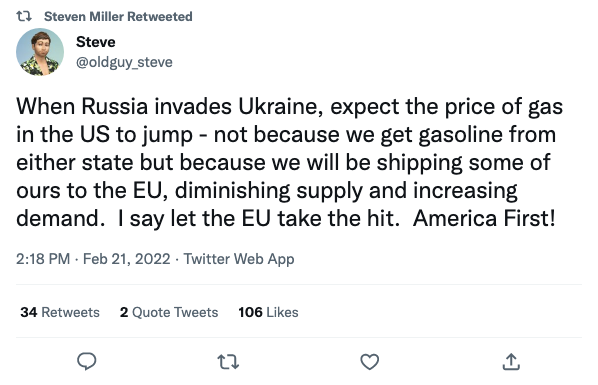 Steven Miller Retweeted
Steve
@oldguy_steve
When Russia invades Ukraine, expect the price of gas
in the US to jump - not because we get gasoline from
either state but because we will be shipping some of
ours to the EU, diminishing supply and increasing
demand.  I say let the EU take the hit.  America First!
2:18 PM · Feb 21, 2022 · Twitter Web App
34 Retweets 2 Quote Tweets 106 Likes